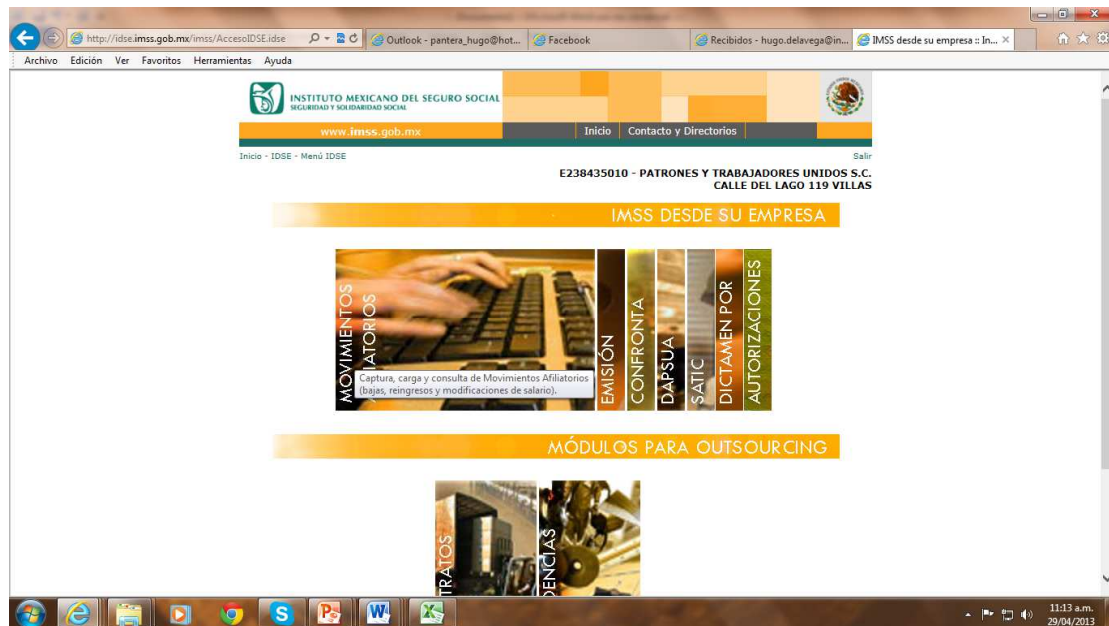 http://idse.imss.gob.mx/imss/AccesoIDSE.idse
Outlook - pantera_hugo@hot...
Facebook
Recibidos - hugo.delavega@in...
IMSS desde su empresa :: In...
Archivo Edición Ver Favoritos Herramientas Ayuda
INSTITUTO MEXICANO DEL SEGURO SOCIAL
SEGURIDAD Y SOLIDARIDAD SOCIAL
www.imss.gob.mx
Inicio
Contacto y Directorios
Inicio - IDSE - Menú IDSE
Salir
E238435010 - PATRONES Y TRABAJADORES UNIDOS S.C.
CALLE DEL LAGO 119 VILLAS
IMSS DESDE SU EMPRESA
MOVIMIENTOS
IATORIOS
Captura, carga y consulta de Movimientos Afiliatorios
(bajas, reingresos y modificaciones de salario).
EMISIÓN
CONFRONTA
DAPSUA
SATIC
DICTAMEN POR
AUTORIZACIONES
MÓDULOS PARA OUTSOURCING
TRATOS
DENCIAS
11:13 a.m.
29/04/2013